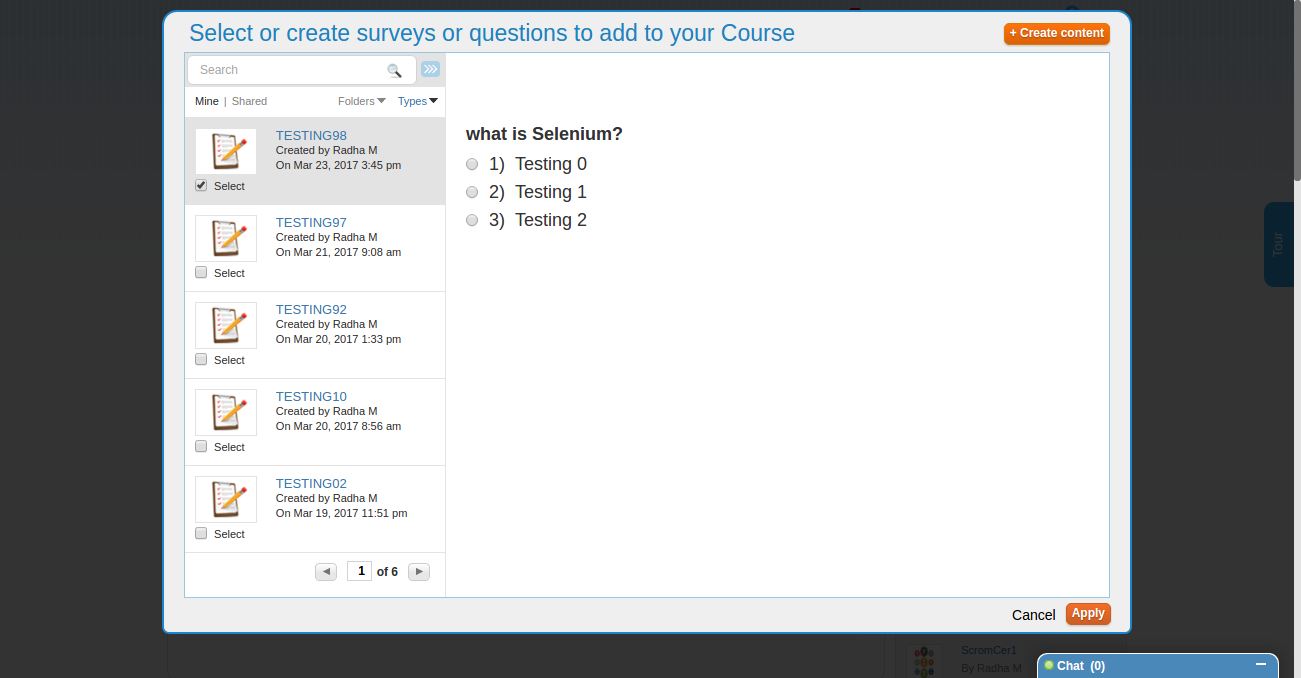 Select or create surveys or questions to add to your Course
+ Create content
Search
Mine | Shared
Folders
Types
TESTING98
Created by Radha M
On Mar 23, 2017 3:45 pm
Select
TESTING97
Created by Radha M
On Mar 21, 2017 9:08 am
Select
TESTING92
Created by Radha M
On Mar 20, 2017 1:33 pm
Select
TESTING10
Created by Radha M
On Mar 20, 2017 8:56 am
Select
TESTING02
Created by Radha M
On Mar 19, 2017 11:51 pm
Select
1 of 6
what is Selenium?
1) Testing 0
2) Testing 1
3) Testing 2
Tour
Cancel
Apply
ScromCer1
By Radha M
Chat (0)